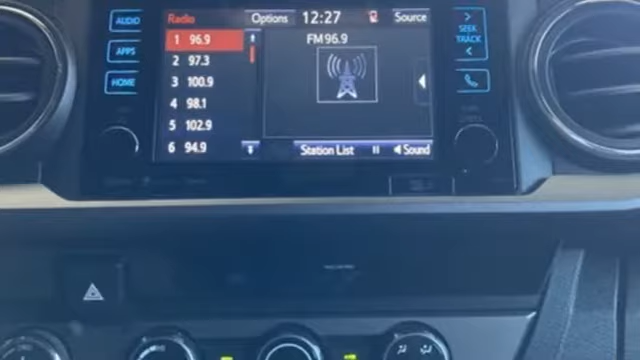 AUDIO
APPS
HOME
Radio Options 12:27 Source
FM 96.9
1 96.9
2 97.3
3 100.9
4 98.1
5 102.9
6 94.9
Station List Sound
SEEK
TRACK